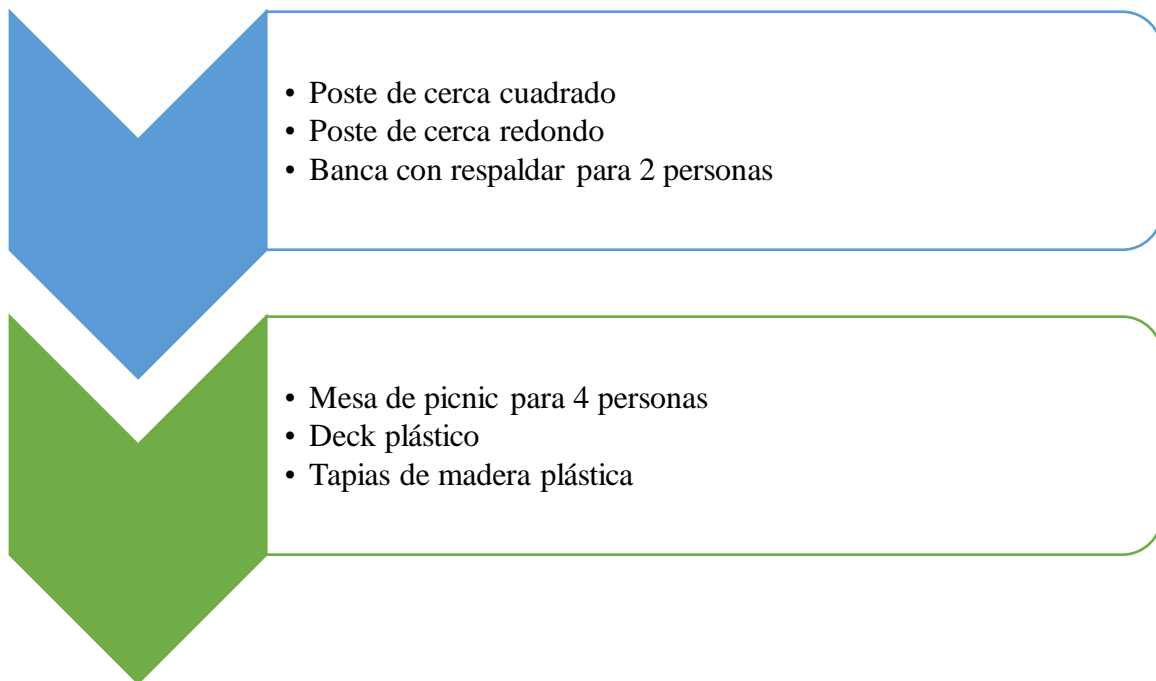 • Poste de cerca cuadrado
• Poste de cerca redondo
• Banca con respaldar para 2 personas
• Mesa de picnic para 4 personas
• Deck plástico
• Tapias de madera plástica